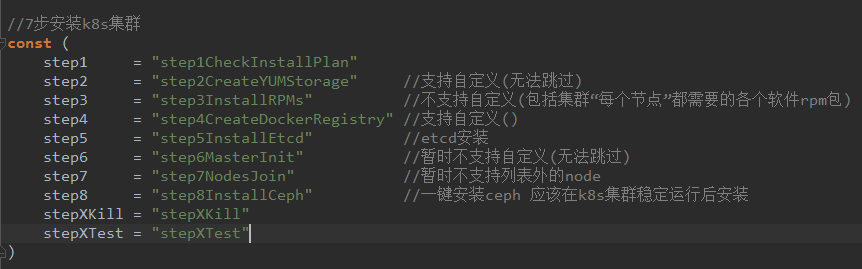 //7步安装k8s集群
const (
step1 = "step1CheckInstallPlan"
step2 = "step2CreateYUMStorage" //支持自定义(无法跳过)
step3 = "step3InstallRPMs" //不支持自定义(包括集群“每个节点”都需要的各个软件rpm包)
step4 = "step4CreateDockerRegistry" //支持自定义()
step5 = "step5InstallEtcd" //etcd安装
step6 = "step6MasterInit" //暂时不支持自定义(无法跳过)
step7 = "step7NodesJoin" //暂时不支持列表外的node
step8 = "step8InstallCeph" //一键安装ceph 应该在k8s集群稳定运行后安装
stepXKill = "stepXKill"
stepXTest = "stepXTest"
)